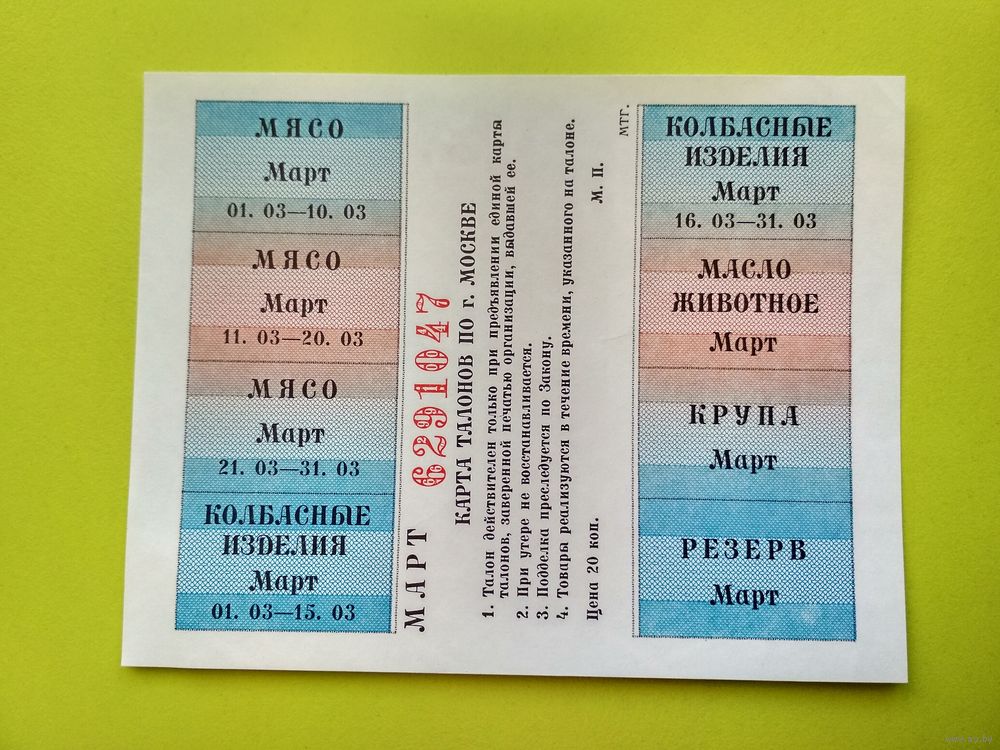 МЯСО
Март
01. 03—10. 03
МЯСО
Март
11. 03—20. 03
МЯСО
Март
21. 03—31. 03
КОЛБАСНЫЕ
ИЗДЕЛИЯ
Март
01. 03—15. 03
МАРТ
6291047
КАРТА ТАЛОНОВ ПО г. МОСКВЕ
1. Талон действителен только при предъявлении единой карты
талонов, заверенной печатью организации, выдавшей ее.
2. При утере не восстанавливается.
3. Подделка преследуется по Закону.
4. Товары реализуются в течение времени, указанного на талоне.
Цена 20 коп. М. П.
МТГ.
КОЛБАСНЫЕ
ИЗДЕЛИЯ
Март
16. 03—31. 03
МАСЛО
ЖИВОТНОЕ
Март
КРУПА
Март
РЕЗЕРВ
Март